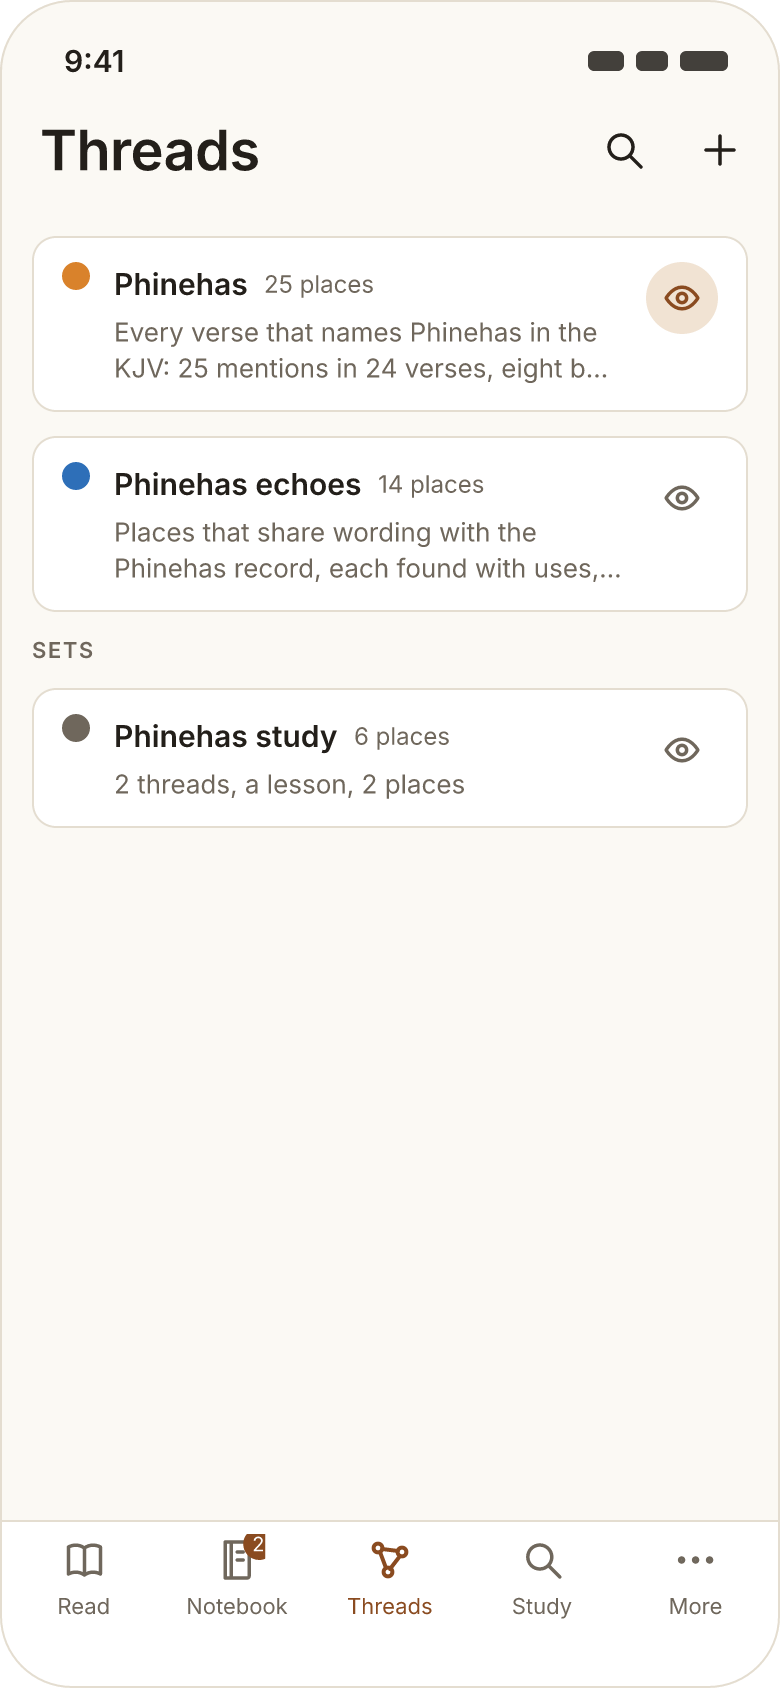 9:41
Threads
Phinehas 25 places
Every verse that names Phinehas in the
KJV: 25 mentions in 24 verses, eight b...
Phinehas echoes 14 places
Places that share wording with the
Phinehas record, each found with uses,...
SETS
Phinehas study 6 places
2 threads, a lesson, 2 places
2
Read Notebook Threads Study More